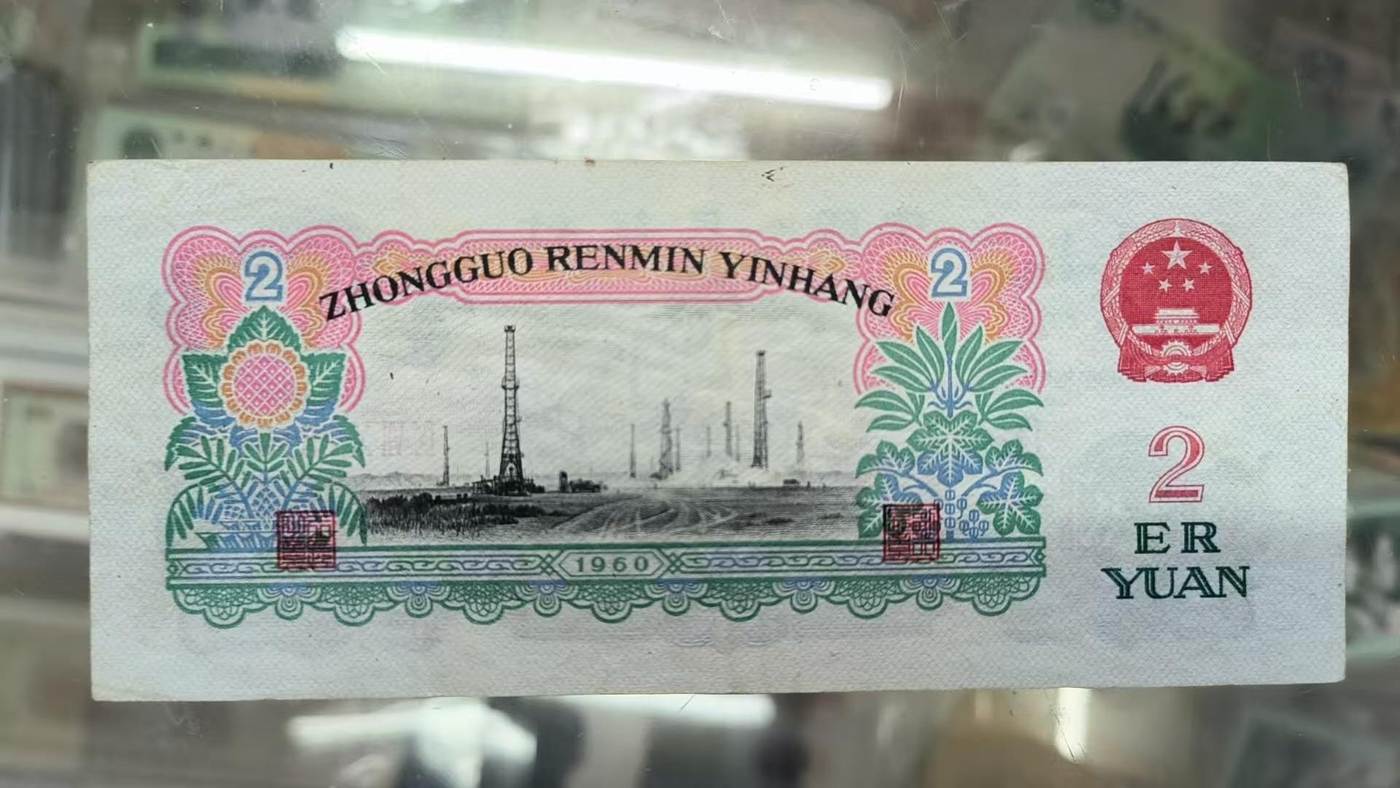 2 2
ZHONGGUO RENMIN YINHANG
1960
2
ER
YUAN